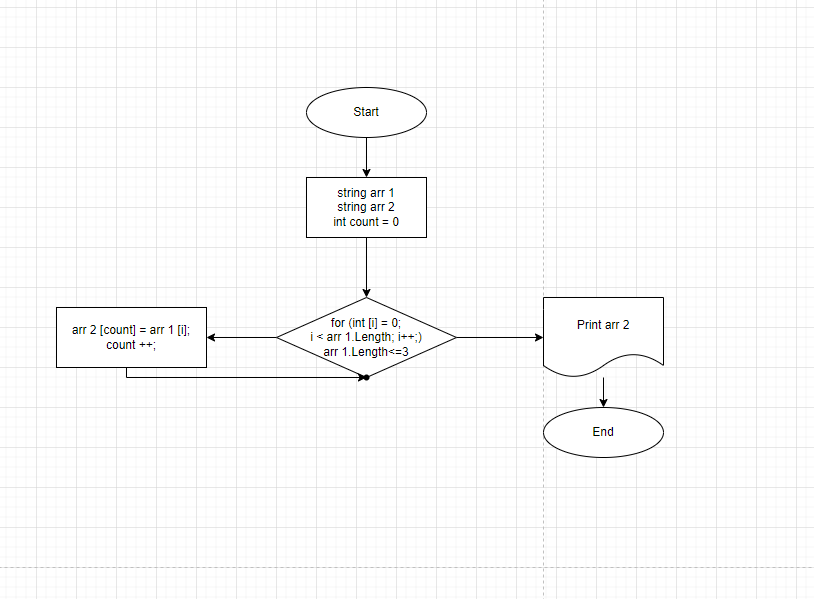 Start
string arr 1
string arr 2
int count = 0
for (int [i] = 0;
i < arr 1.Length; i++;)
arr 1.Length<=3
arr 2 [count] = arr 1 [i];
count ++;
Print arr 2
End